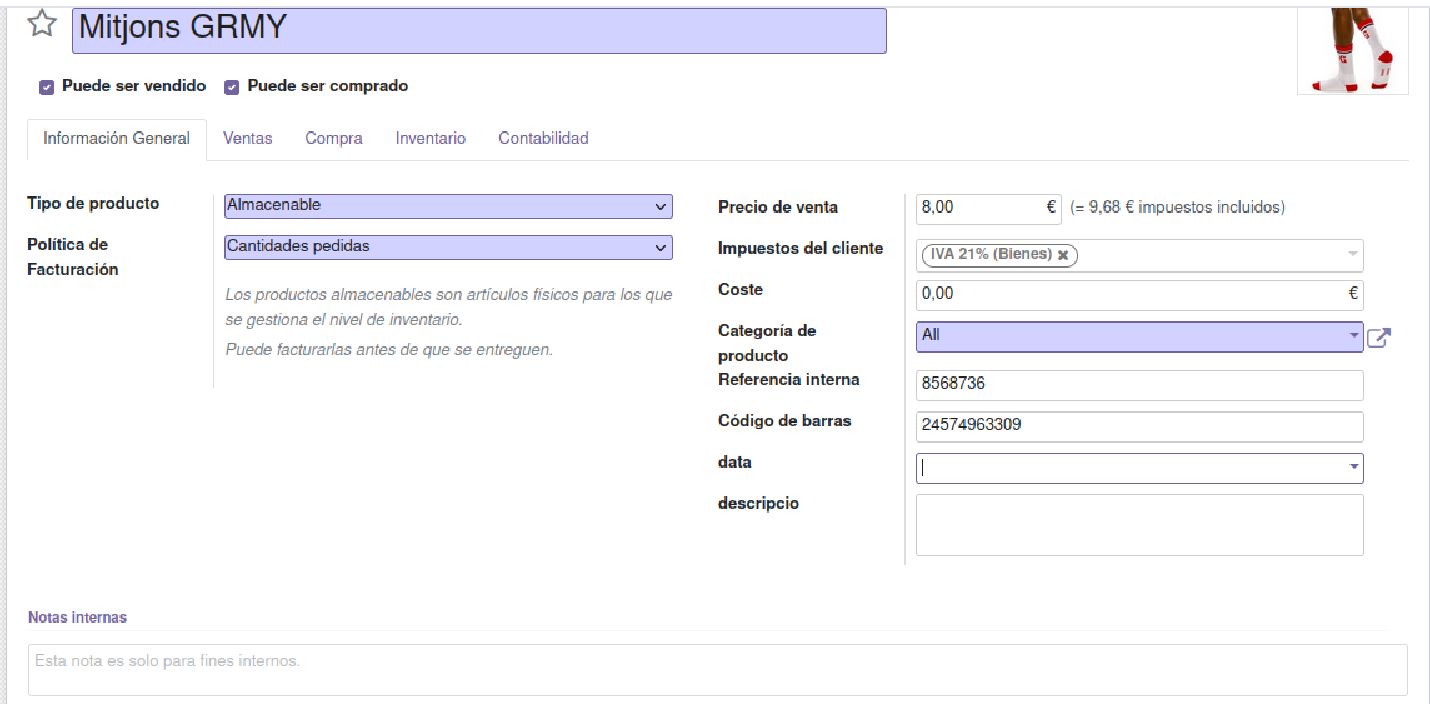 Mitjons GRMY
Puede ser vendido Puede ser comprado
Información General Ventas Compra Inventario Contabilidad
Tipo de producto Almacenable
Política de
Facturación
Cantidades pedidas
Los productos almacenables son artículos físicos para los que
se gestiona el nivel de inventario.
Puede facturarlas antes de que se entreguen.
Precio de venta 8,00 € (= 9,68 € impuestos incluidos)
Impuestos del cliente IVA 21% (Bienes)
Coste 0,00 €
Categoría de
producto
All
Referencia interna 8568736
Código de barras 24574963309
data
descripcio
Notas internas
Esta nota es solo para fines internos.